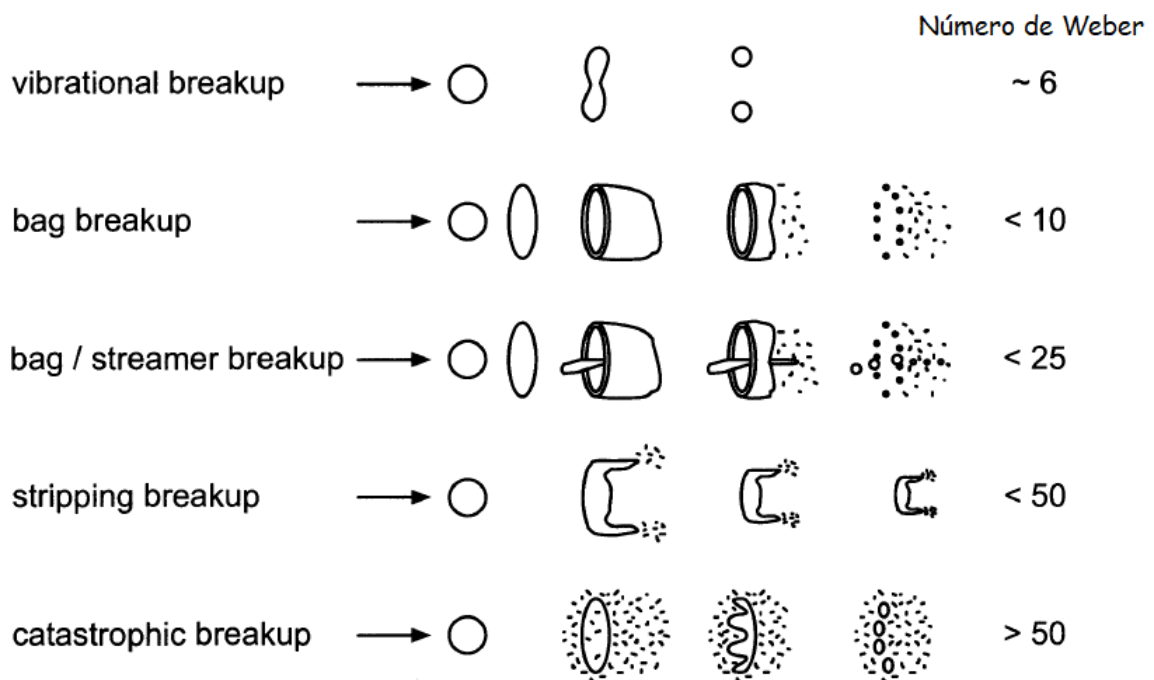 Número de Weber
vibrational breakup ~ 6
bag breakup < 10
bag / streamer breakup < 25
stripping breakup < 50
catastrophic breakup > 50